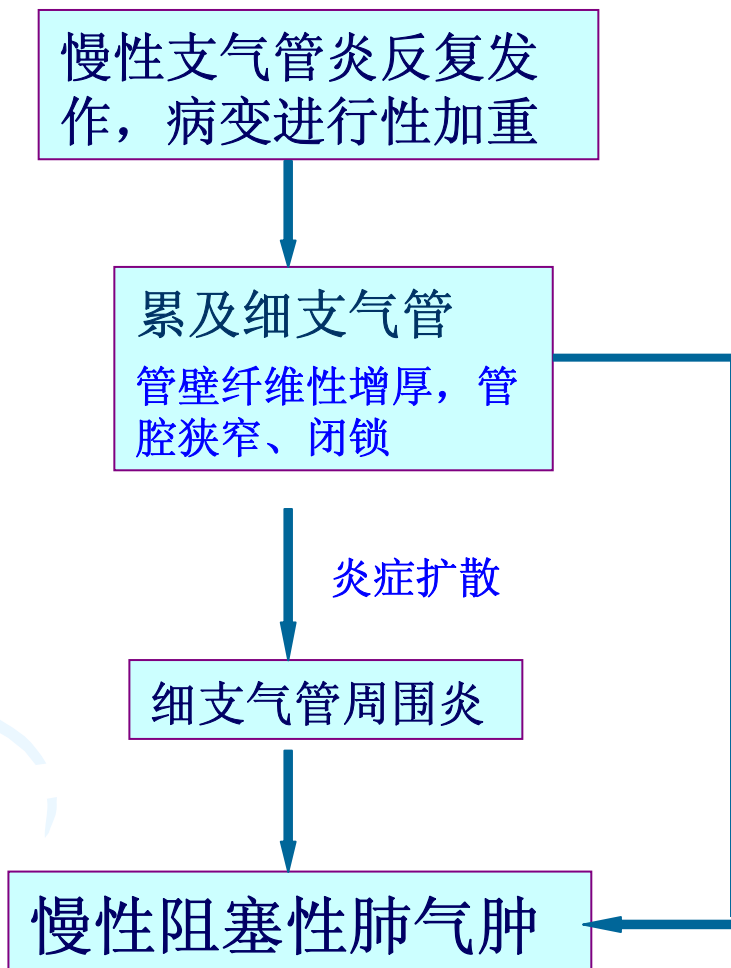 慢性支气管炎反复发
作，病变进行性加重
累及细支气管
管壁纤维性增厚，管
腔狭窄、闭锁
炎症扩散
细支气管周围炎
慢性阻塞性肺气肿